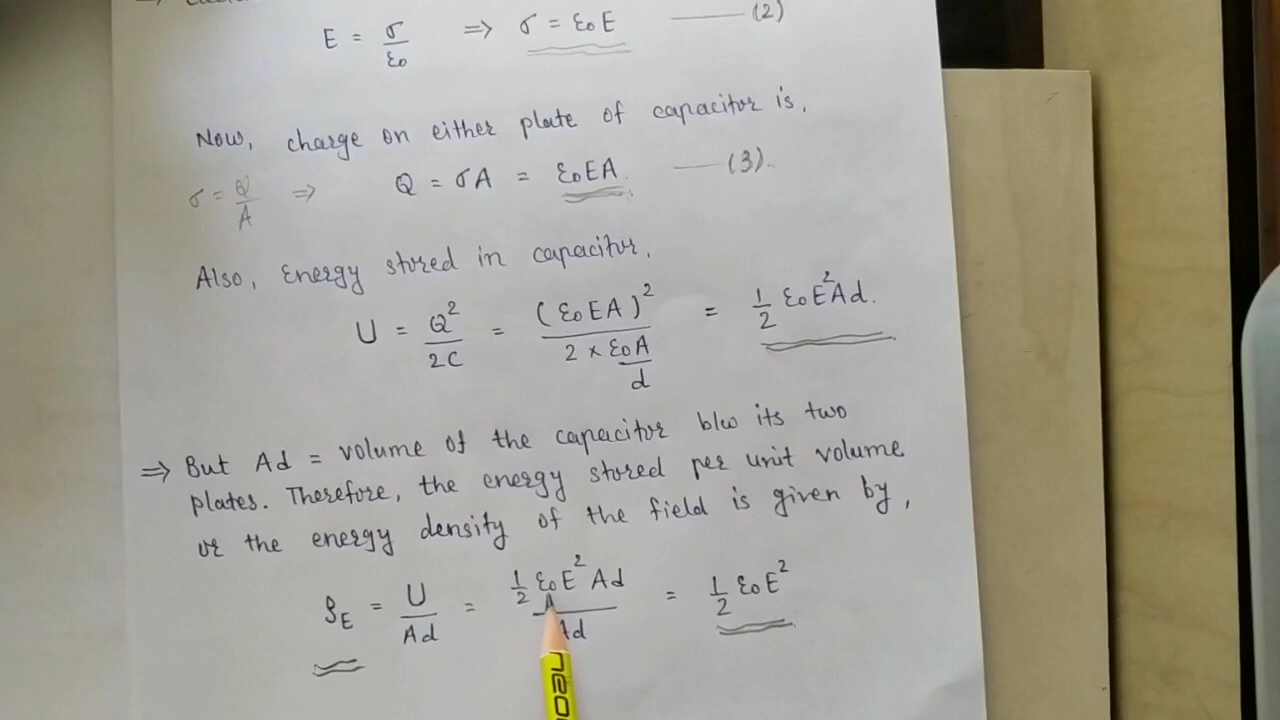 E = σ/ε₀ ⇒ σ = ε₀E —— (2)
Now, charge on either plate of capacitor is,
σ = Q/A ⇒ Q = σA = ε₀EA. —— (3).
Also, Energy stored in capacitor,
U = Q²/2C = (ε₀EA)²/(2 × ε₀A/d) = 1/2 ε₀E²Ad.
⇒ But Ad = volume of the capacitor b/w its two
plates. Therefore, the energy stored per unit volume
or the energy density of the field is given by,
ρE = U/Ad = 1/2 ε₀E² Ad/Ad = 1/2 ε₀E²